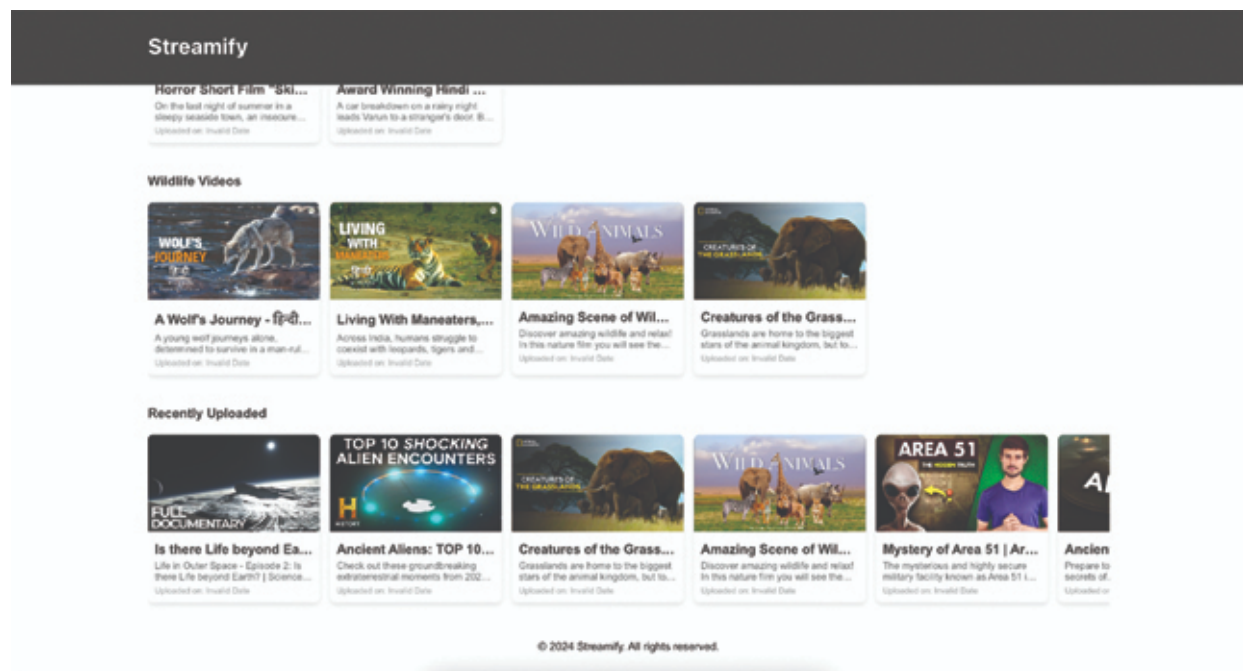 Streamify
Horror Short Film "Ski...
Award Winning Hindi ...
On the last night of summer in a
sleepy seaside town, an insecure...
A car breakdown on a rainy night
leads Varun to a stranger's door. B...
Uploaded on: Invalid Date
Uploaded on: Invalid Date
Wildlife Videos
WOLF'S
JOURNEY
हिन्दी
LIVING
WITH
MANEATERS
हिन्दी
WILD ANIMALS
CREATURES OF
THE GRASSLANDS
A Wolf's Journey - हिन्दी...
A young wolf journeys alone,
determined to survive in a man-rul...
Uploaded on: Invalid Date
Living With Maneaters,...
Across India, humans struggle to
coexist with leopards, tigers and...
Uploaded on: Invalid Date
Amazing Scene of Wil...
Discover amazing wildlife and relax!
In this nature film you will see the...
Uploaded on: Invalid Date
Creatures of the Grass...
Grasslands are home to the biggest
stars of the animal kingdom, but to...
Uploaded on: Invalid Date
Recently Uploaded
FULL
DOCUMENTARY
TOP 10 SHOCKING
ALIEN ENCOUNTERS
H
HISTORY
CREATURES OF
THE GRASSLANDS
WILD ANIMALS
AREA 51
THE HIDDEN TRUTH
Is there Life beyond Ea...
Life in Outer Space - Episode 2: Is
there Life beyond Earth? | Science...
Uploaded on: Invalid Date
Ancient Aliens: TOP 10...
Check out these groundbreaking
extraterrestrial moments from 202...
Uploaded on: Invalid Date
Creatures of the Grass...
Grasslands are home to the biggest
stars of the animal kingdom, but to...
Uploaded on: Invalid Date
Amazing Scene of Wil...
Discover amazing wildlife and relax!
In this nature film you will see the...
Uploaded on: Invalid Date
Mystery of Area 51 | Ar...
The mysterious and highly secure
military facility known as Area 51 i...
Uploaded on: Invalid Date
Ancien
Prepare to
secrets of
Uploaded or
© 2024 Streamify. All rights reserved.